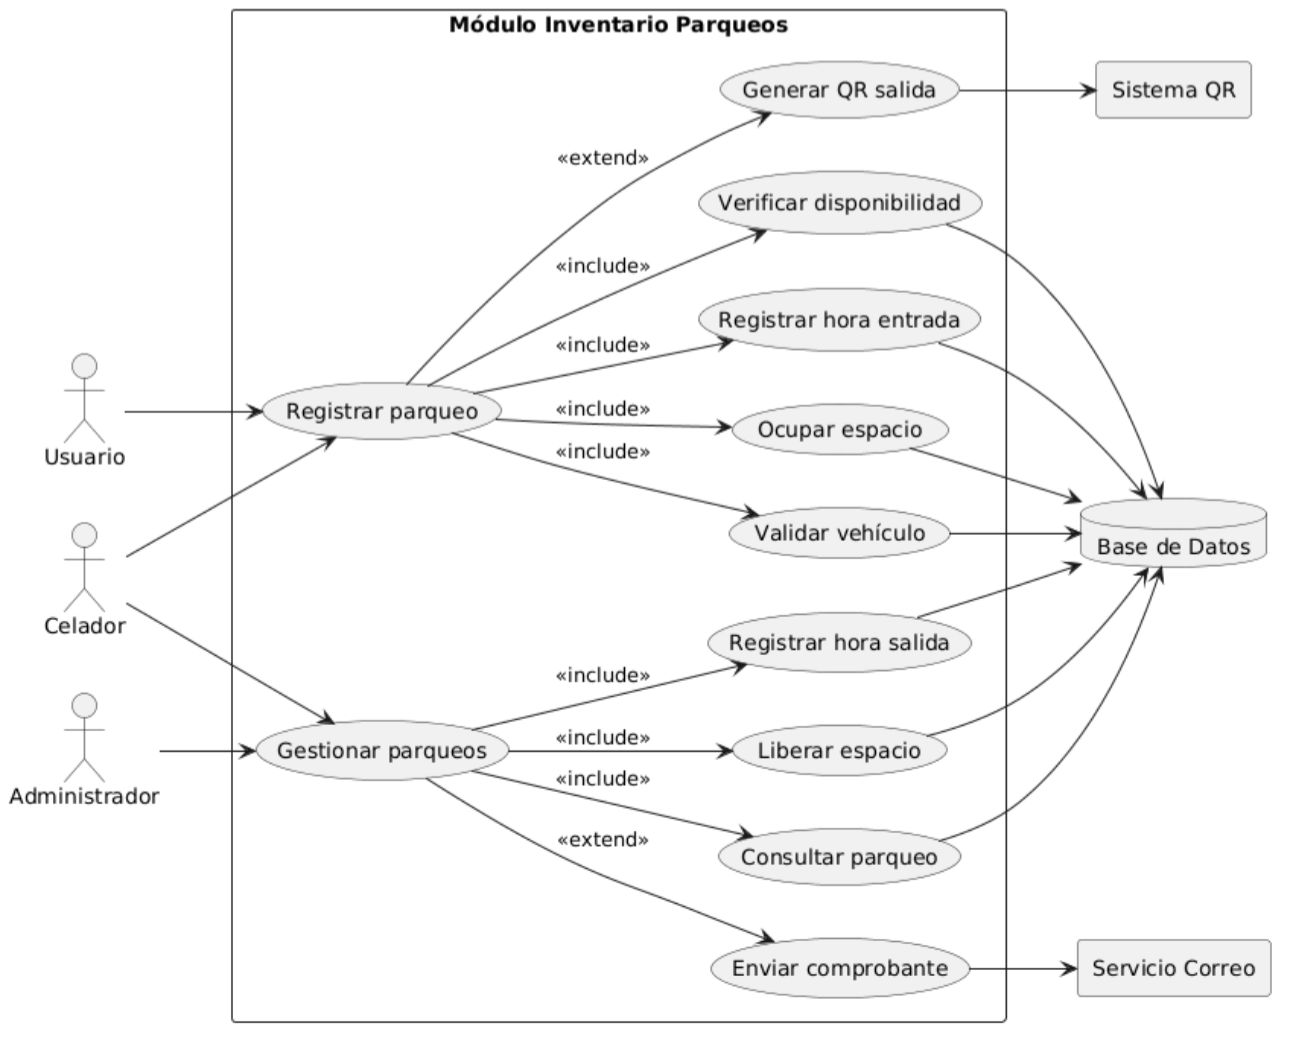 Módulo Inventario Parqueos
Generar QR salida
Sistema QR
«extend»
Verificar disponibilidad
«include»
Registrar hora entrada
«include»
Usuario
Registrar parqueo
«include»
Ocupar espacio
«include»
Validar vehículo
Base de Datos
Celador
Registrar hora salida
«include»
Administrador
Gestionar parqueos
«include»
Liberar espacio
«include»
Consultar parqueo
«extend»
Enviar comprobante
Servicio Correo